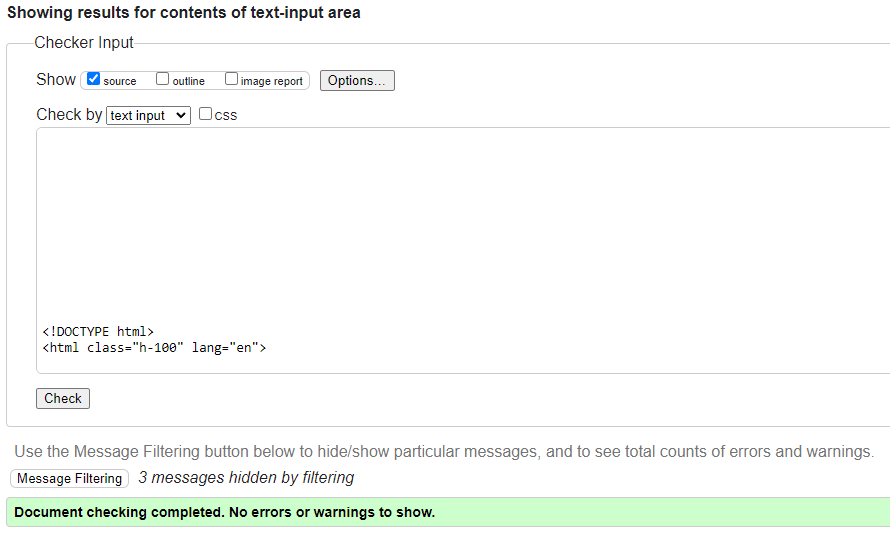 Showing results for contents of text-input area
Checker Input
Show source outline image report Options...
Check by text input css
<!DOCTYPE html>
<html class="h-100" lang="en">
Check
Use the Message Filtering button below to hide/show particular messages, and to see total counts of errors and warnings.
Message Filtering 3 messages hidden by filtering
Document checking completed. No errors or warnings to show.